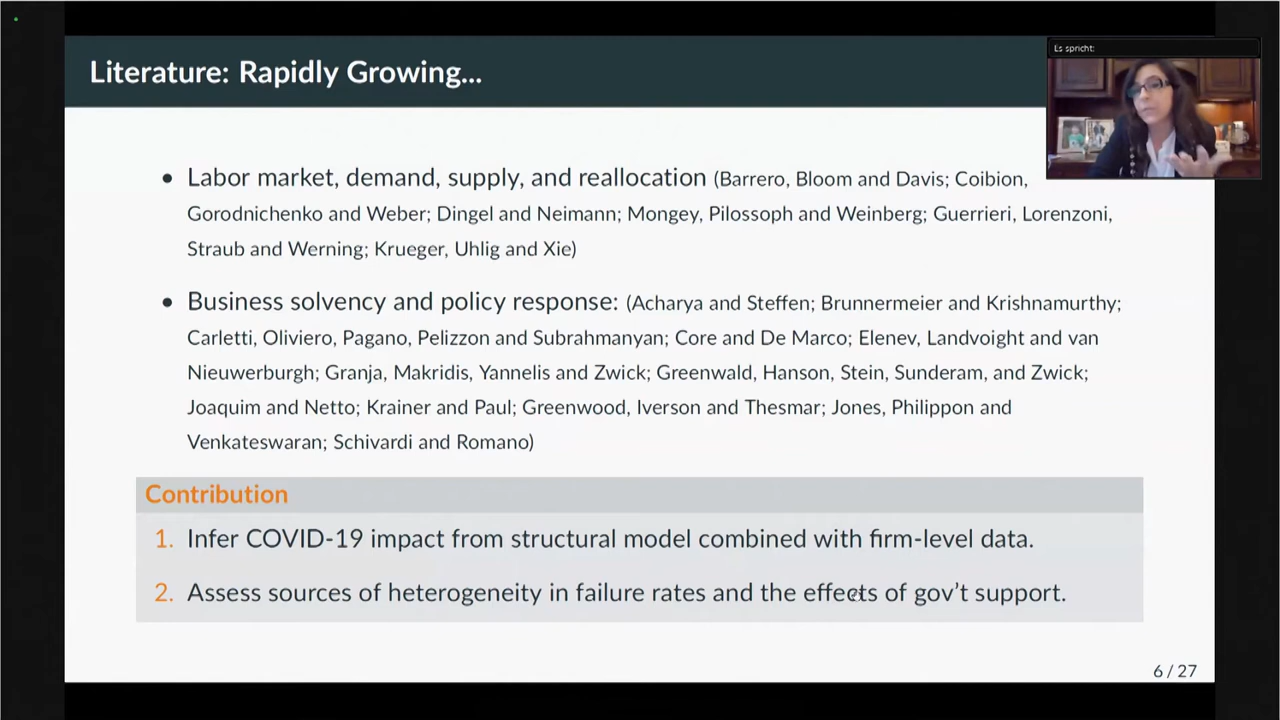 Literature: Rapidly Growing...
Es spricht:
• Labor market, demand, supply, and reallocation (Barrero, Bloom and Davis; Coibion,
Gorodnichenko and Weber; Dingel and Neimann; Mongey, Pilossoph and Weinberg; Guerrieri, Lorenzoni,
Straub and Werning; Krueger, Uhlig and Xie)
• Business solvency and policy response: (Acharya and Steffen; Brunnermeier and Krishnamurthy;
Carletti, Oliviero, Pagano, Pelizzon and Subrahmanyan; Core and De Marco; Elenev, Landvoight and van
Nieuwerburgh; Granja, Makridis, Yannelis and Zwick; Greenwald, Hanson, Stein, Sunderam, and Zwick;
Joaquim and Netto; Krainer and Paul; Greenwood, Iverson and Thesmar; Jones, Philippon and
Venkateswaran; Schivardi and Romano)
Contribution
1. Infer COVID-19 impact from structural model combined with firm-level data.
2. Assess sources of heterogeneity in failure rates and the effects of gov't support.
6 / 27